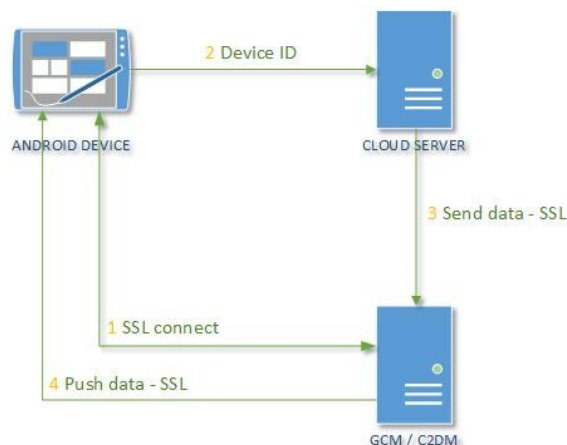 2 Device ID
ANDROID DEVICE
CLOUD SERVER
3 Send data - SSL
1 SSL connect
4 Push data - SSL
GCM / C2DM